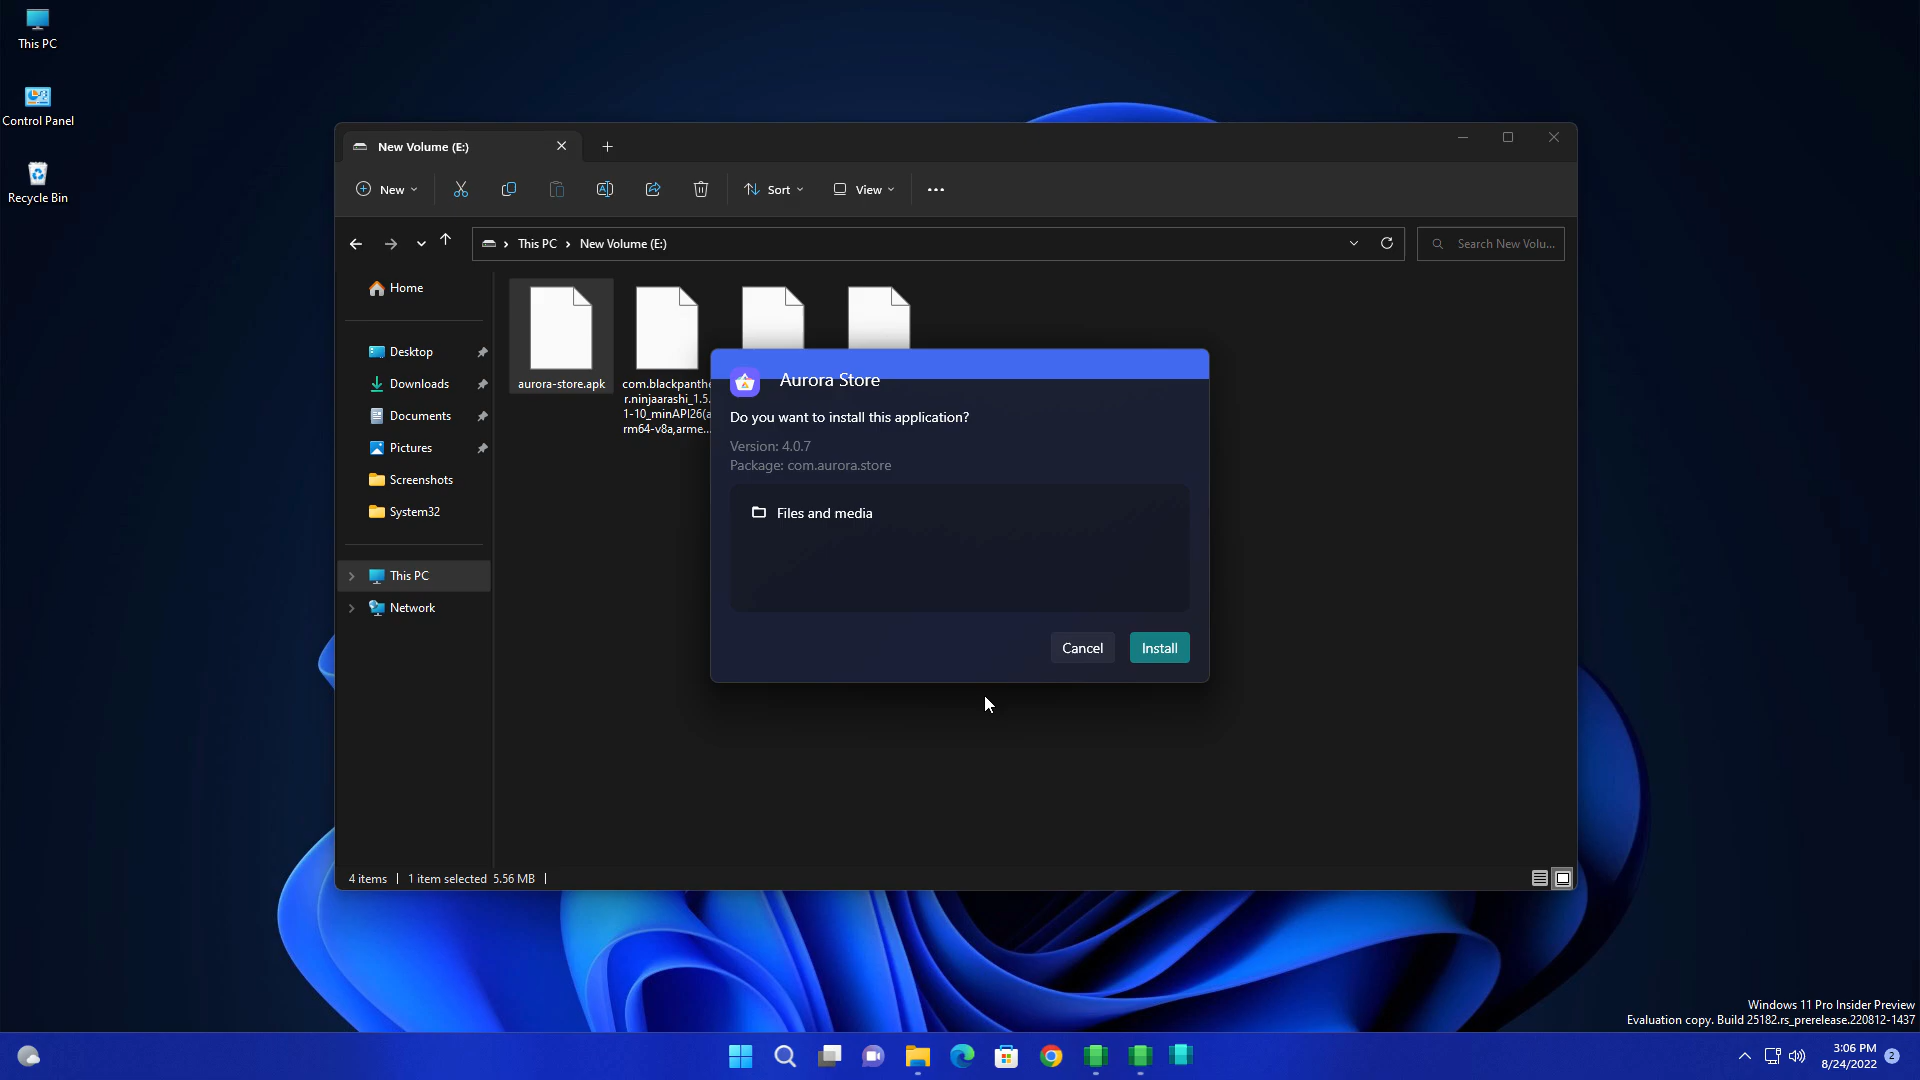 This PC
Control Panel
Recycle Bin
New Volume (E:)
New
Sort
View
This PC
New Volume (E:)
Search New Volu...
Home
Desktop
Downloads
Documents
Pictures
Screenshots
System32
This PC
Network
aurora-store.apk
com.blackpanthe
r.ninjaarashi_1.5.
1-10_minAPI26(a
rm64-v8a,arme...
Aurora Store
Do you want to install this application?
Version: 4.0.7
Package: com.aurora.store
Files and media
Cancel
Install
4 items
1 item selected 5.56 MB
Windows 11 Pro Insider Preview
Evaluation copy. Build 25182.rs_prerelease.220812-1437
3:06 PM
8/24/2022
2